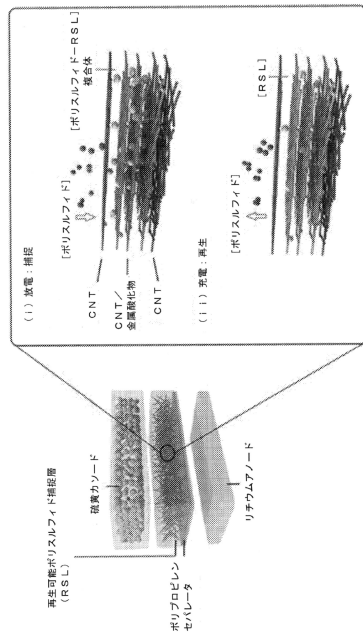 再生可能ポリスルフィド捕捉層
(RSL)
硫黄カソード
ポリプロピレン
セパレータ
リチウムアノード
(i) 放電:捕捉
[ポリスルフィド]
[ポリスルフィド-RSL]
複合体
CNT
CNT/
金属酸化物
CNT
(ii) 充電:再生
[ポリスルフィド]
[RSL]